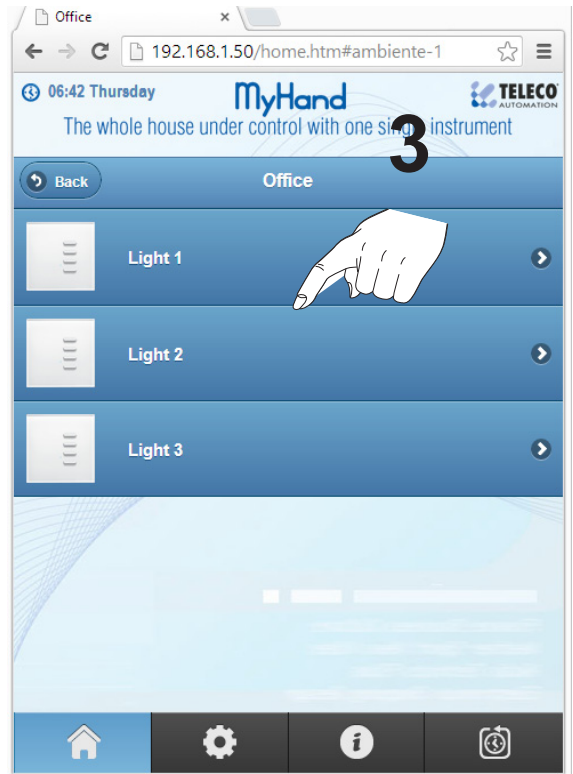 Office
192.168.1.50/home.htm#ambiente-1
06:42 Thursday
MyHand
TELECO
AUTOMATION
The whole house under control with one single instrument
3
Back
Office
Light 1
Light 2
Light 3